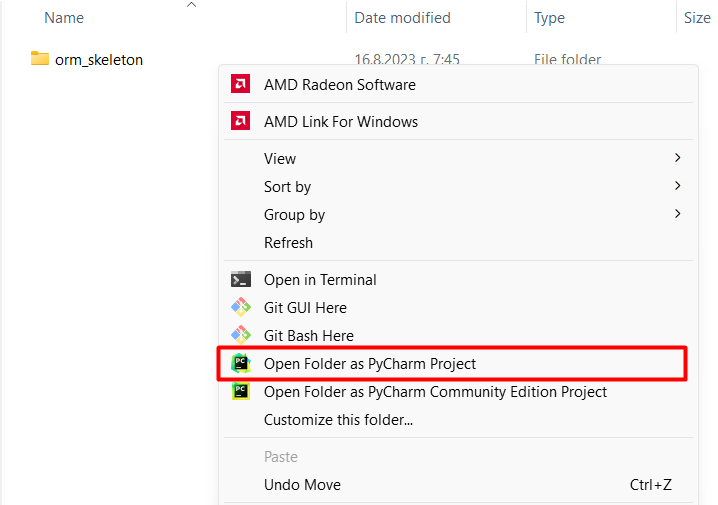 Name Date modified Type Size
orm_skeleton 16.8.2023 г. 7:45 File folder
AMD Radeon Software
AMD Link For Windows
View
Sort by
Group by
Refresh
Open in Terminal
Git GUI Here
Git Bash Here
Open Folder as PyCharm Project
Open Folder as PyCharm Community Edition Project
Customize this folder...
Paste
Undo Move Ctrl+Z